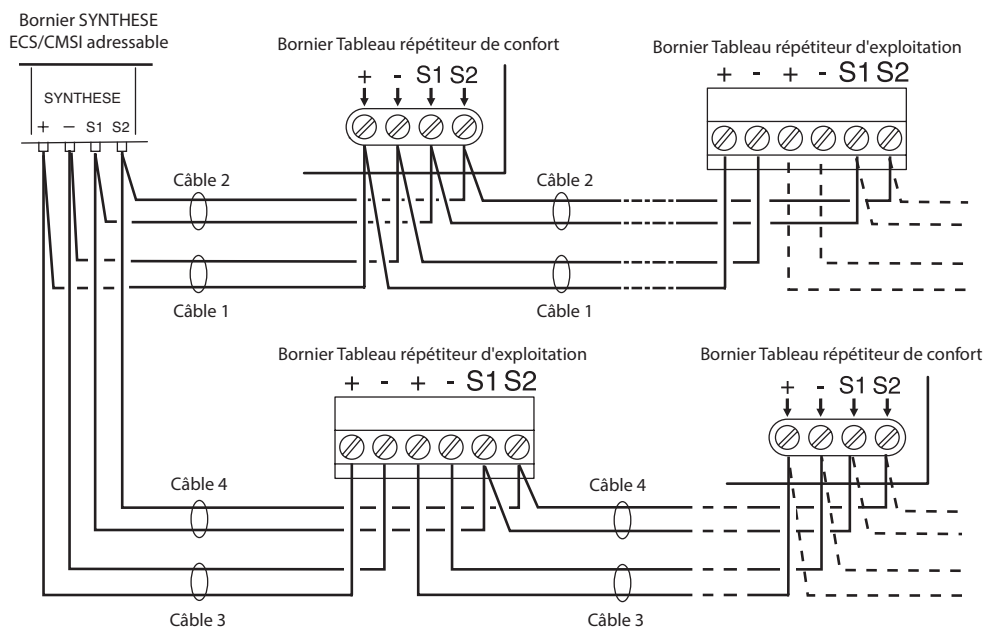 Bornier SYNTHESE
ECS/CMSI adressable
SYNTHESE
+ – S1 S2
Bornier Tableau répétiteur de confort
+ - S1 S2
Bornier Tableau répétiteur d'exploitation
+ - + - S1 S2
Câble 2
Câble 2
Câble 1
Câble 1
Bornier Tableau répétiteur d'exploitation
+ - + - S1 S2
Bornier Tableau répétiteur de confort
+ - S1 S2
Câble 4
Câble 4
Câble 3
Câble 3